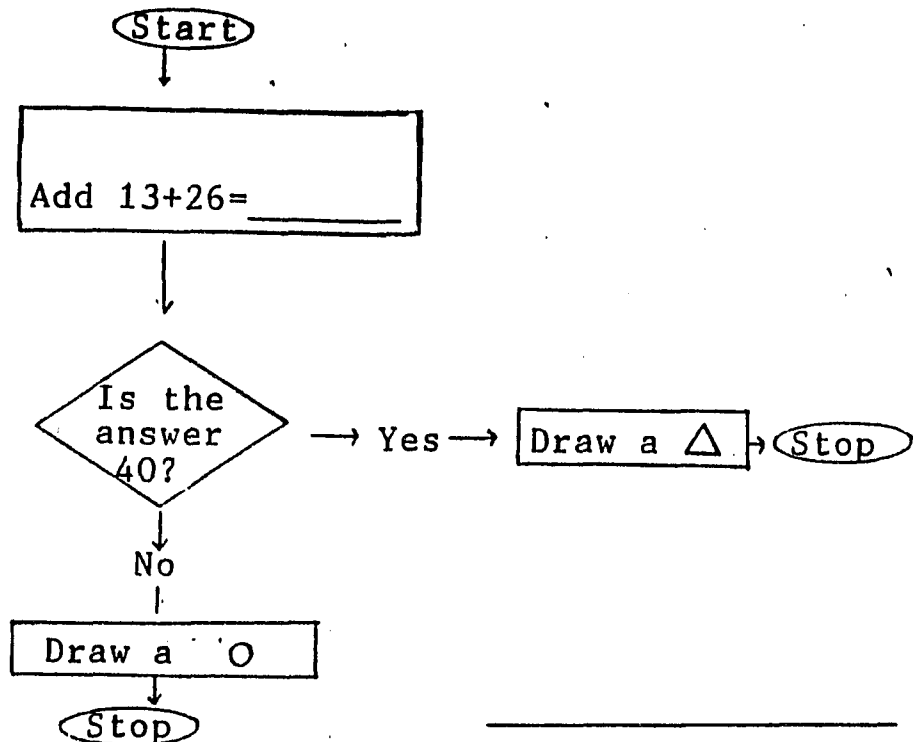 Start
Add 13+26=
Is the
answer
40?
Yes
Draw a △
Stop
No
Draw a O
Stop